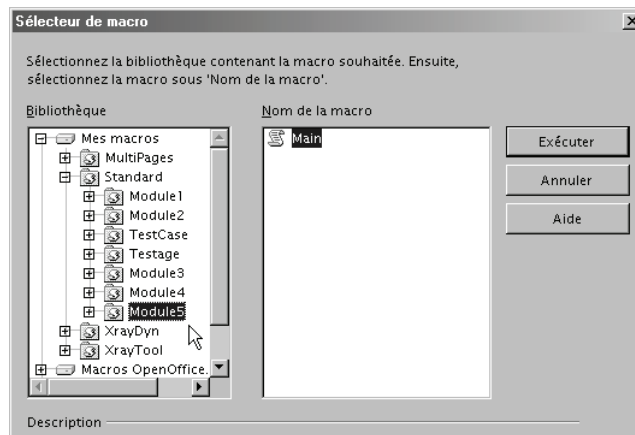 Sélecteur de macro
Sélectionnez la bibliothèque contenant la macro souhaitée. Ensuite,
sélectionnez la macro sous 'Nom de la macro'.
Bibliothèque
Nom de la macro
Mes macros
MultiPages
Standard
Module1
Module2
TestCase
Testage
Module3
Module4
Module5
XrayDyn
XrayTool
Macros OpenOffice.
Main
Exécuter
Annuler
Aide
Description